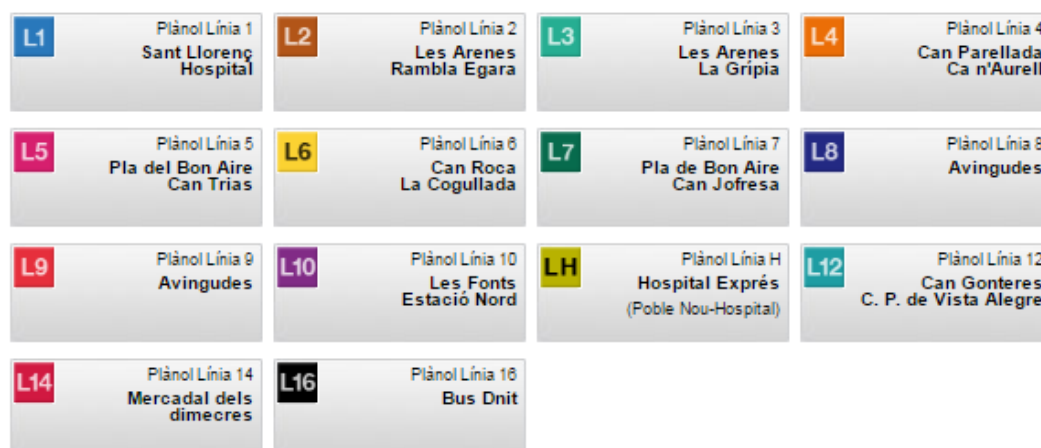 L1
Plànol Línia 1
Sant Llorenç
Hospital
L2
Plànol Línia 2
Les Arenes
Rambla Egara
L3
Plànol Línia 3
Les Arenes
La Grípia
L4
Plànol Línia 4
Can Parellada
Ca n'Aurell
L5
Plànol Línia 5
Pla del Bon Aire
Can Trias
L6
Plànol Línia 6
Can Roca
La Cogullada
L7
Plànol Línia 7
Pla de Bon Aire
Can Jofresa
L8
Plànol Línia 8
Avingudes
L9
Plànol Línia 9
Avingudes
L10
Plànol Línia 10
Les Fonts
Estació Nord
LH
Plànol Línia H
Hospital Exprés
(Poble Nou-Hospital)
L12
Plànol Línia 12
Can Gonteres
C. P. de Vista Alegre
L14
Plànol Línia 14
Mercadal dels
dimecres
L16
Plànol Línia 16
Bus Dnit